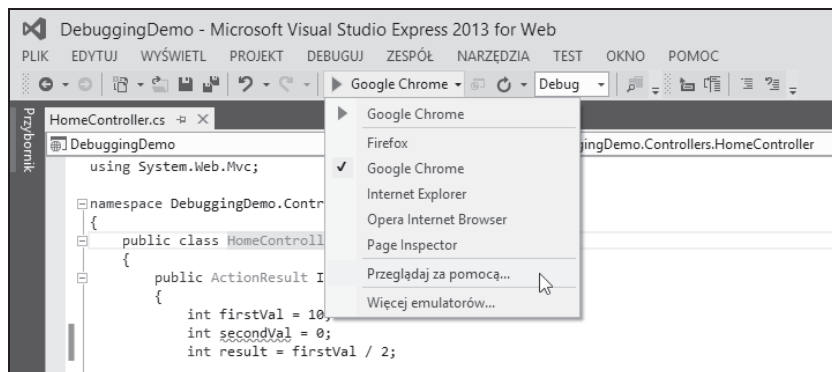 DebuggingDemo - Microsoft Visual Studio Express 2013 for Web
PLIK EDYTUJ WYŚWIETL PROJEKT DEBUGUJ ZESPÓŁ NARZĘDZIA TEST OKNO POMOC
Google Chrome Debug
Przybornik
HomeController.cs
DebuggingDemo
gingDemo.Controllers.HomeController
Google Chrome
Firefox
Google Chrome
Internet Explorer
Opera Internet Browser
Page Inspector
Przeglądaj za pomocą...
Więcej emulatorów...
using System.Web.Mvc;
namespace DebuggingDemo.Contr
{
public class HomeControll
{
public ActionResult I
{
int firstVal = 10;
int secondVal = 0;
int result = firstVal / 2;